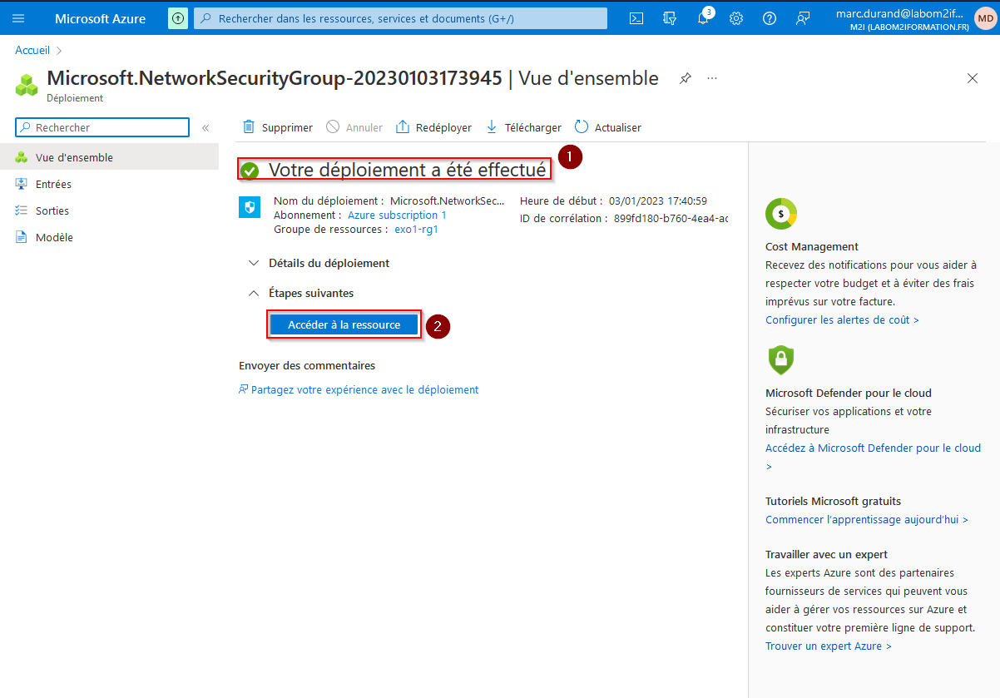 Microsoft Azure
Rechercher dans les ressources, services et documents (G+/)
3
marc.durand@labom2if...
M2I (LABOM2IFORMATION.FR)
MD
Accueil >
Microsoft.NetworkSecurityGroup-20230103173945 | Vue d'ensemble ...
Déploiement
Rechercher
«
Supprimer
Annuler
Redéployer
Télécharger
Actualiser
Vue d'ensemble
Entrées
Sorties
Modèle
Votre déploiement a été effectué
1
Nom du déploiement : Microsoft.NetworkSec...
Abonnement : Azure subscription 1
Groupe de ressources : exo1-rg1
Heure de début : 03/01/2023 17:40:59
ID de corrélation : 899fd180-b760-4ea4-ac
Détails du déploiement
Étapes suivantes
Accéder à la ressource
2
Envoyer des commentaires
Partagez votre expérience avec le déploiement
$
Cost Management
Recevez des notifications pour vous aider à
respecter votre budget et à éviter des frais
imprévus sur votre facture.
Configurer les alertes de coût >
Microsoft Defender pour le cloud
Sécuriser vos applications et votre
infrastructure
Accédez à Microsoft Defender pour le cloud
>
Tutoriels Microsoft gratuits
Commencer l'apprentissage aujourd'hui >
Travailler avec un expert
Les experts Azure sont des partenaires
fournisseurs de services qui peuvent vous
aider à gérer vos ressources sur Azure et
constituer votre première ligne de support.
Trouver un expert Azure >